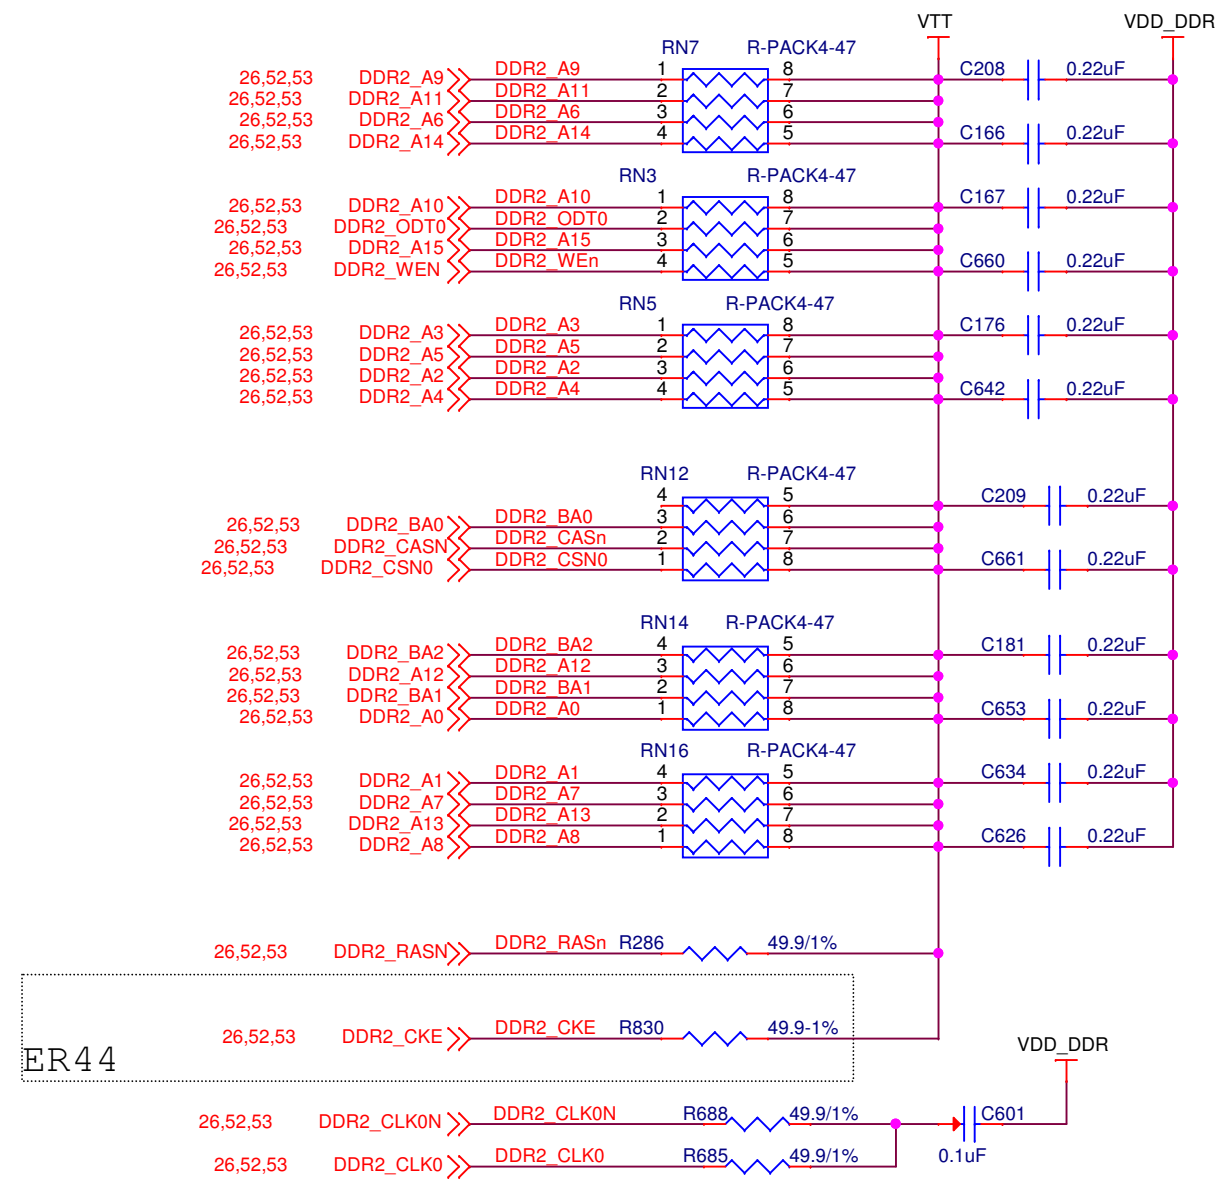 VTT VDD_DDR
RN7 R-PACK4-47
26,52,53 DDR2_A9 DDR2_A9 1 8 C208 0.22uF
26,52,53 DDR2_A11 DDR2_A11 2 7
26,52,53 DDR2_A6 DDR2_A6 3 6
26,52,53 DDR2_A14 DDR2_A14 4 5 C166 0.22uF
RN3 R-PACK4-47
26,52,53 DDR2_A10 DDR2_A10 1 8 C167 0.22uF
26,52,53 DDR2_ODT0 DDR2_ODT0 2 7
26,52,53 DDR2_A15 DDR2_A15 3 6
26,52,53 DDR2_WEN DDR2_WEn 4 5 C660 0.22uF
RN5 R-PACK4-47
26,52,53 DDR2_A3 DDR2_A3 1 8 C176 0.22uF
26,52,53 DDR2_A5 DDR2_A5 2 7
26,52,53 DDR2_A2 DDR2_A2 3 6
26,52,53 DDR2_A4 DDR2_A4 4 5 C642 0.22uF
RN12 R-PACK4-47
4 5 C209 0.22uF
26,52,53 DDR2_BA0 DDR2_BA0 3 6
26,52,53 DDR2_CASN DDR2_CASn 2 7
26,52,53 DDR2_CSN0 DDR2_CSN0 1 8 C661 0.22uF
RN14 R-PACK4-47
26,52,53 DDR2_BA2 DDR2_BA2 4 5 C181 0.22uF
26,52,53 DDR2_A12 DDR2_A12 3 6
26,52,53 DDR2_BA1 DDR2_BA1 2 7
26,52,53 DDR2_A0 DDR2_A0 1 8 C653 0.22uF
RN16 R-PACK4-47
26,52,53 DDR2_A1 DDR2_A1 4 5 C634 0.22uF
26,52,53 DDR2_A7 DDR2_A7 3 6
26,52,53 DDR2_A13 DDR2_A13 2 7
26,52,53 DDR2_A8 DDR2_A8 1 8 C626 0.22uF
26,52,53 DDR2_RASN DDR2_RASn R286 49.9/1%
26,52,53 DDR2_CKE DDR2_CKE R830 49.9-1%
ER44
VDD_DDR
26,52,53 DDR2_CLK0N DDR2_CLK0N R688 49.9/1% C601
26,52,53 DDR2_CLK0 DDR2_CLK0 R685 49.9/1% 0.1uF